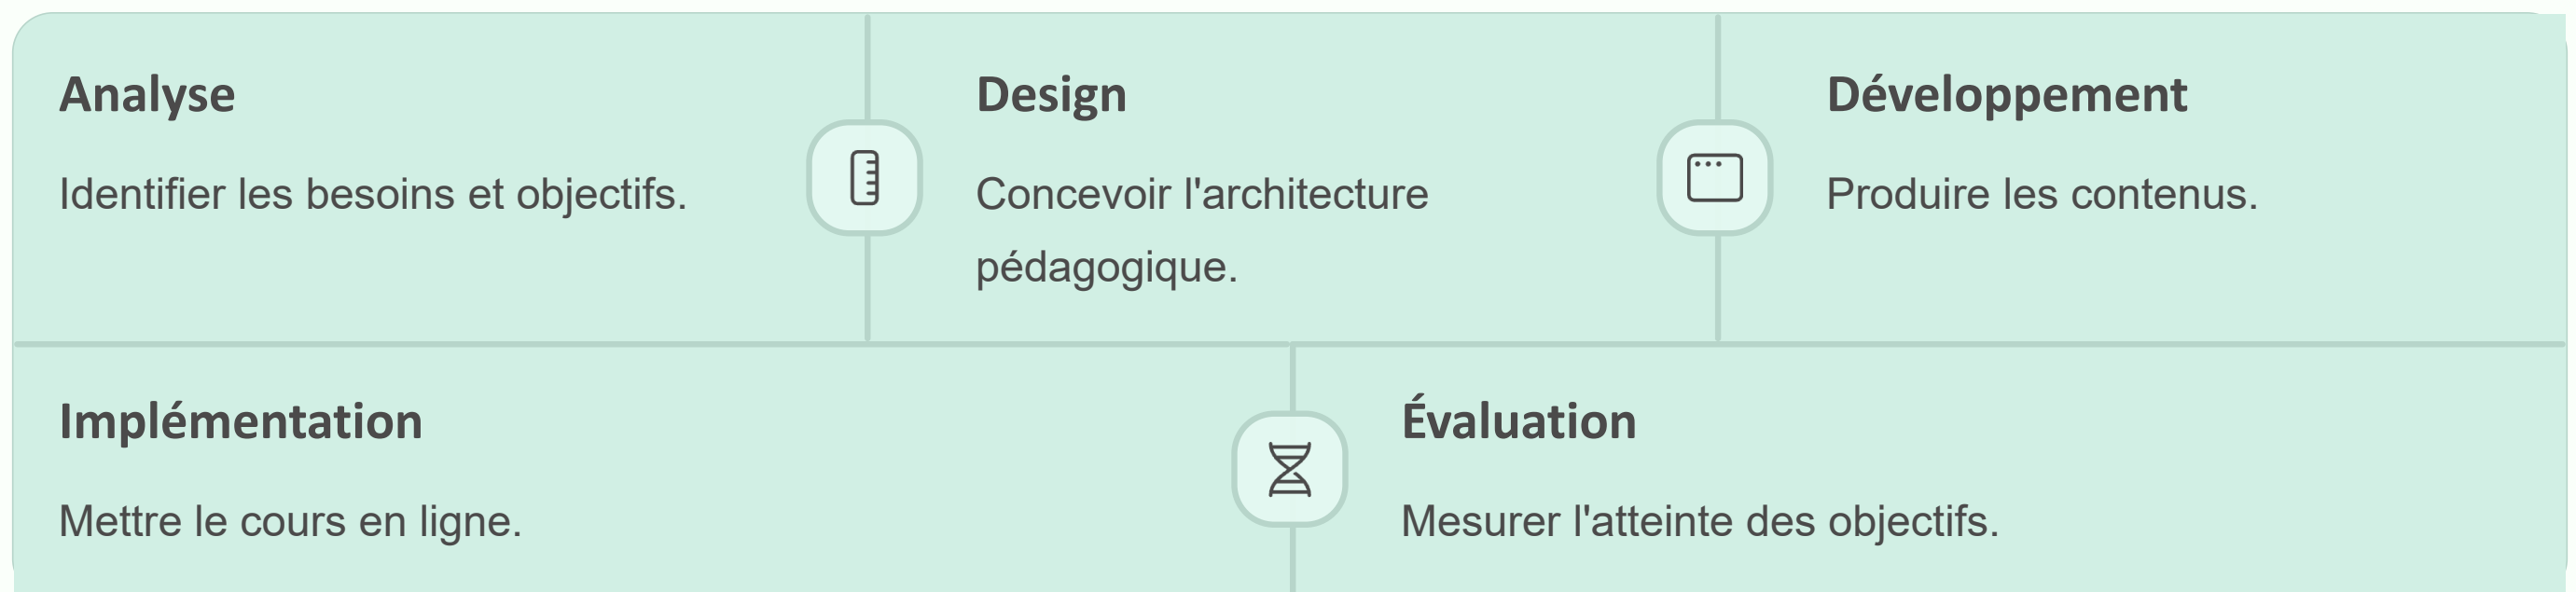 Analyse
Identifier les besoins et objectifs.
Design
Concevoir l'architecture
pédagogique.
Développement
Produire les contenus.
Implémentation
Mettre le cours en ligne.
Évaluation
Mesurer l'atteinte des objectifs.